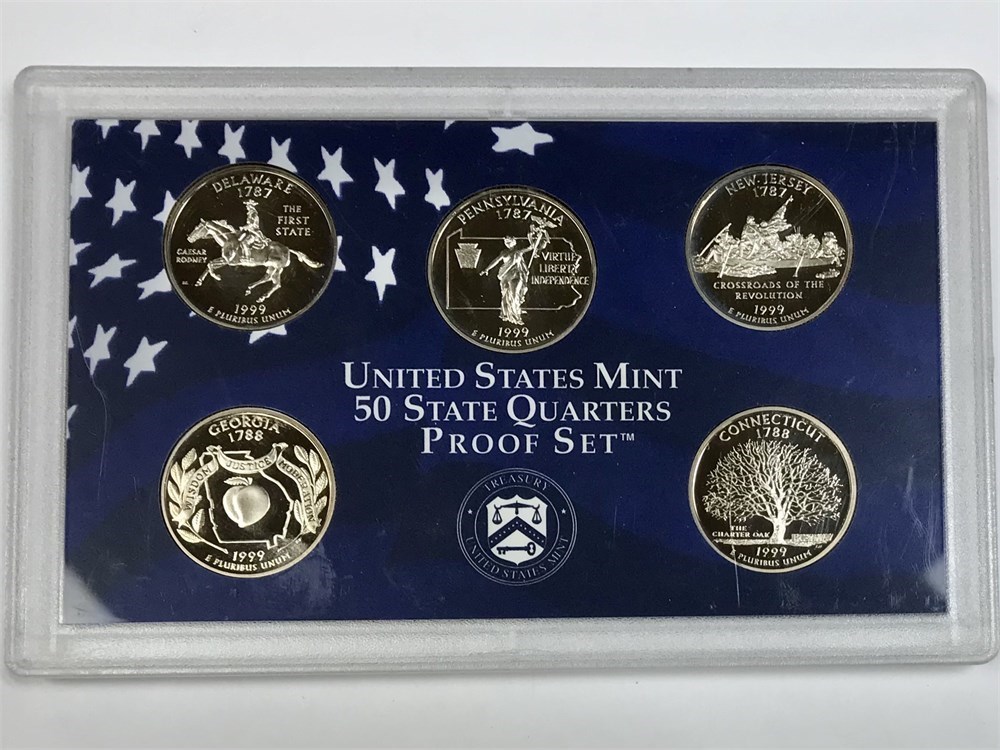 DELAWARE
1787
THE
FIRST
STATE
CAESAR
RODNEY
1999
E PLURIBUS UNUM
PENNSYLVANIA
1787
VIRTUE
LIBERTY
INDEPENDENCE
1999
E PLURIBUS UNUM
NEW JERSEY
1787
CROSSROADS OF THE
REVOLUTION
1999
E PLURIBUS UNUM
UNITED STATES MINT
50 STATE QUARTERS
PROOF SET™
GEORGIA
1788
WISDOM JUSTICE MODERATION
1999
E PLURIBUS UNUM
TREASURY
UNITED STATES MINT
CONNECTICUT
1788
THE
CHARTER OAK
1999
E PLURIBUS UNUM